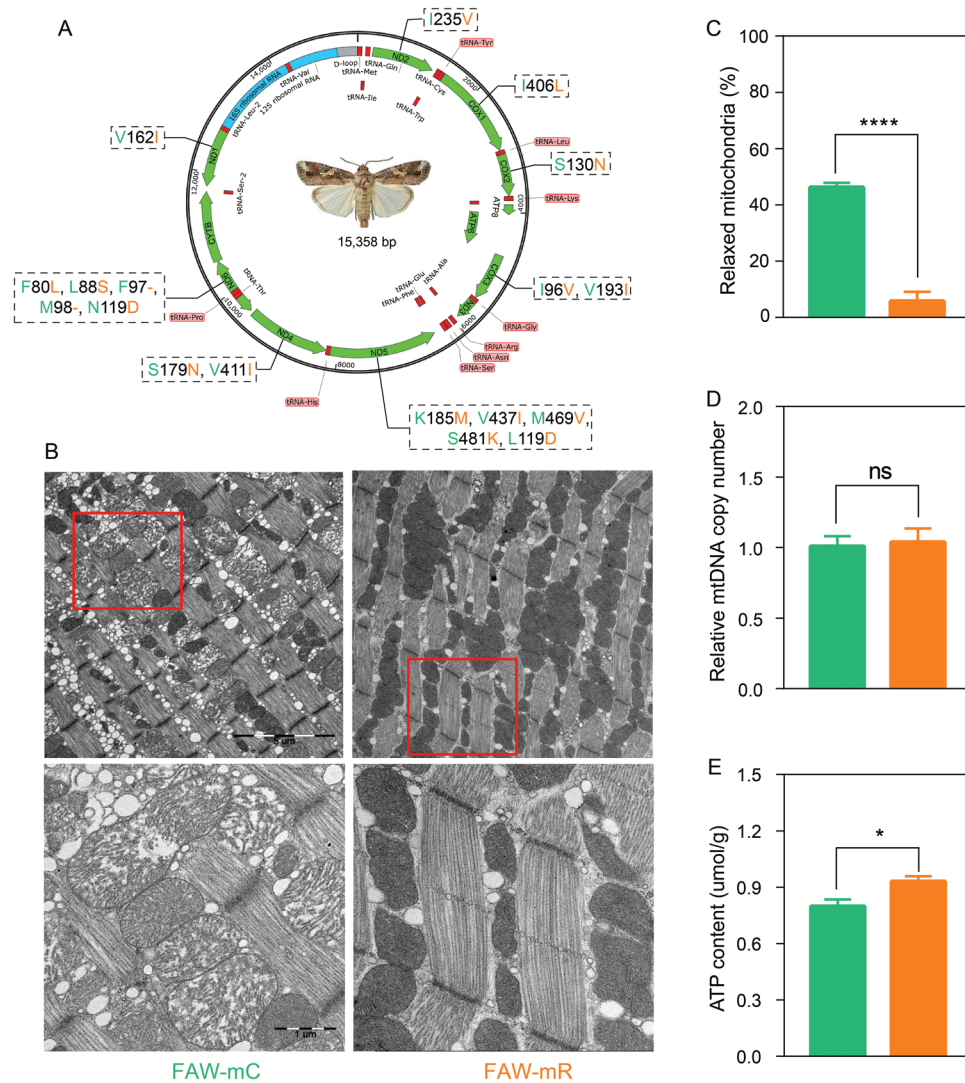 A
I235V
I406L
S130N
I96V, V193I
K185M, V437I, M469V,
S481K, L119D
S179N, V411I
F80L, L88S, F97-,
M98-, N119D
V162I
D-loop
tRNA-Met
tRNA-Ile
tRNA-Gln
ND2
tRNA-Trp
tRNA-Cys
tRNA-Tyr
2000
COX1
tRNA-Leu
COX2
tRNA-Lys
4000
ATP8
ATP6
COX3
tRNA-Gly
ND3
6000
tRNA-Ala
tRNA-Arg
tRNA-Asn
tRNA-Ser
tRNA-Glu
tRNA-Phe
ND5
8000
tRNA-His
ND4
10,000
tRNA-Thr
tRNA-Pro
ND6
CYTB
tRNA-Ser-2
12,000
ND1
tRNA-Leu-2
16S ribosomal RNA
tRNA-Val
12S ribosomal RNA
14,000
15,358 bp
B
5 um
1 um
FAW-mC
FAW-mR
C
Relaxed mitochondria (%)
100
80
60
40
20
0
****
D
Relative mtDNA copy number
2.0
1.5
1.0
0.5
0.0
ns
E
ATP content (umol/g)
1.5
1.2
0.9
0.6
0.3
0.0
*